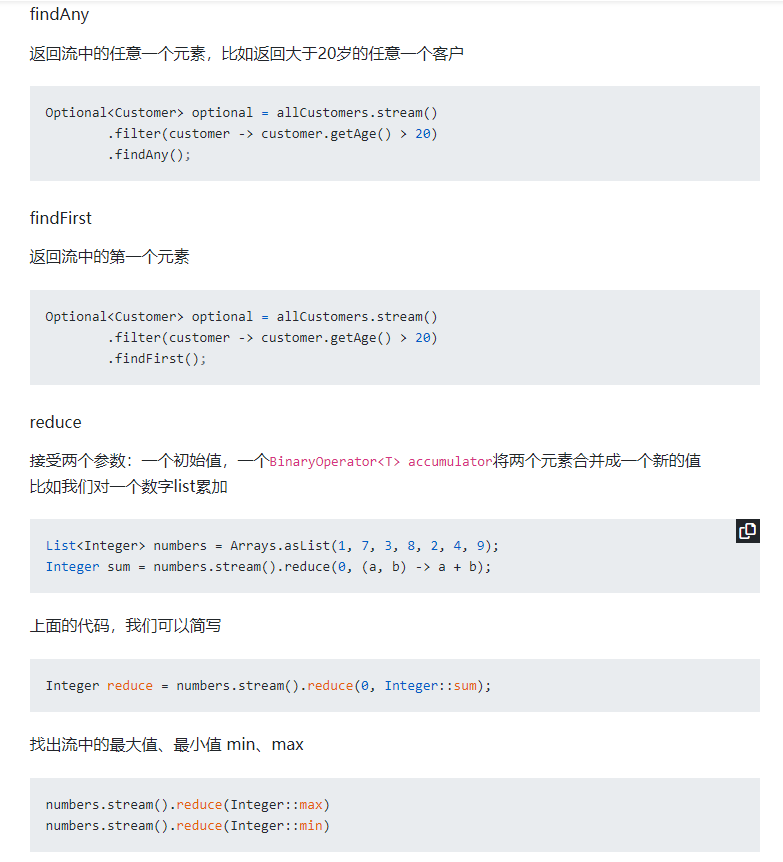 findAny
返回流中的任意一个元素，比如返回大于20岁的任意一个客户
Optional<Customer> optional = allCustomers.stream()
        .filter(customer -> customer.getAge() > 20)
        .findAny();
findFirst
返回流中的第一个元素
Optional<Customer> optional = allCustomers.stream()
        .filter(customer -> customer.getAge() > 20)
        .findFirst();
reduce
接受两个参数：一个初始值，一个BinaryOperator<T> accumulator将两个元素合并成一个新的值
比如我们对一个数字list累加
List<Integer> numbers = Arrays.asList(1, 7, 3, 8, 2, 4, 9);
Integer sum = numbers.stream().reduce(0, (a, b) -> a + b);
上面的代码，我们可以简写
Integer reduce = numbers.stream().reduce(0, Integer::sum);
找出流中的最大值、最小值 min、max
numbers.stream().reduce(Integer::max)
numbers.stream().reduce(Integer::min)